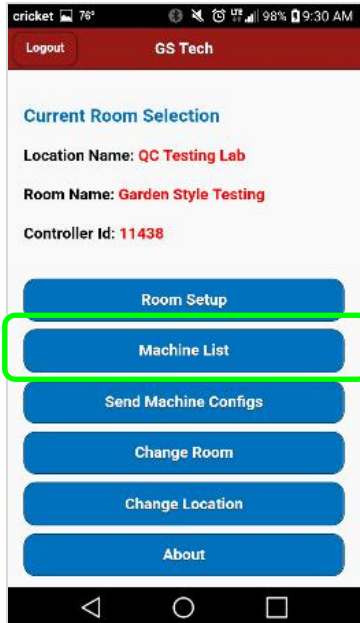 cricket 76° 98% 9:30 AM
Logout GS Tech
Current Room Selection
Location Name: QC Testing Lab
Room Name: Garden Style Testing
Controller Id: 11438
Room Setup
Machine List
Send Machine Configs
Change Room
Change Location
About